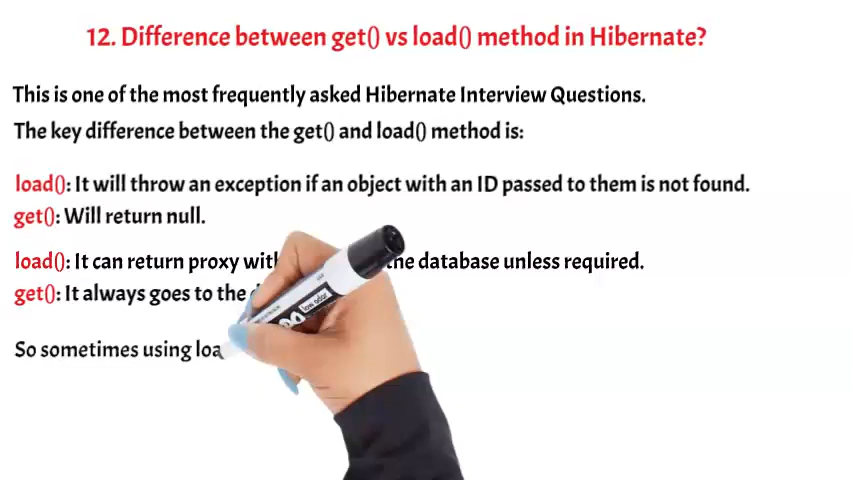 12. Difference between get() vs load() method in Hibernate?
This is one of the most frequently asked Hibernate Interview Questions.
The key difference between the get() and load() method is:
load(): It will throw an exception if an object with an ID passed to them is not found.
get(): Will return null.
load(): It can return proxy the database unless required.
get(): It always goes to the
So sometimes using
low odor